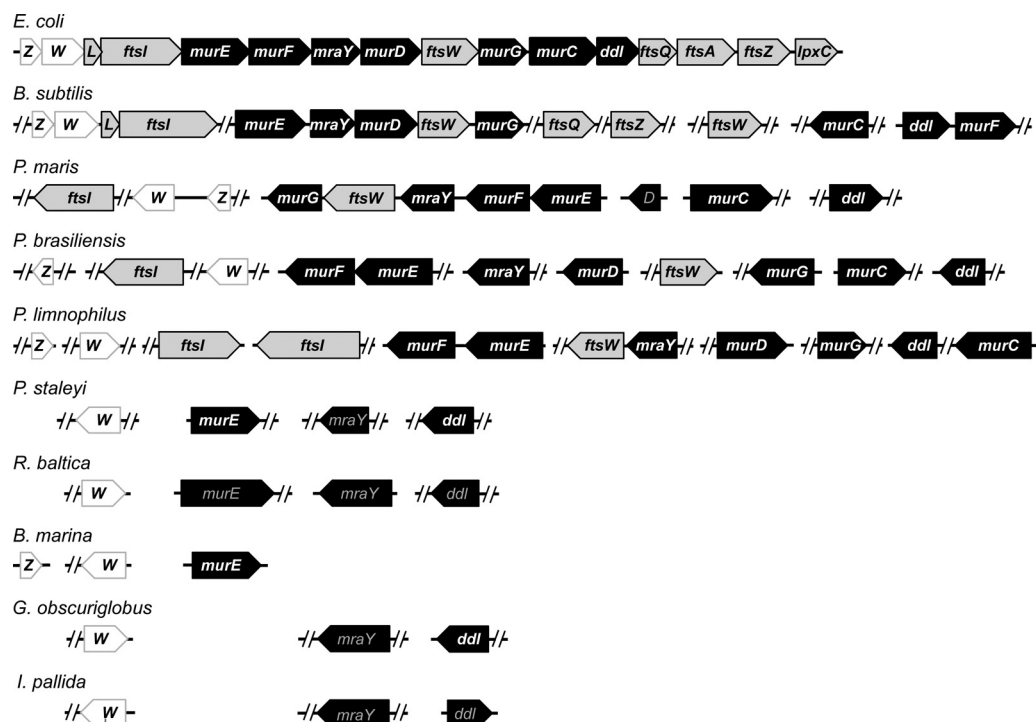 E. coli
Z W L ftsI murE murF mraY murD ftsW murG murC ddl ftsQ ftsA ftsZ lpxC
B. subtilis
Z W L ftsI murE mraY murD ftsW murG ftsQ ftsZ ftsW murC ddl murF
P. maris
ftsI W Z murG ftsW mraY murF murE D murC ddl
P. brasiliensis
Z ftsI W murF murE mraY murD ftsW murG murC ddl
P. limnophilus
Z W ftsI ftsI murF murE ftsW mraY murD murG ddl murC
P. staleyi
W murE mraY ddl
R. baltica
W murE mraY ddl
B. marina
Z W murE
G. obscuriglobus
W mraY ddl
I. pallida
W mraY ddl